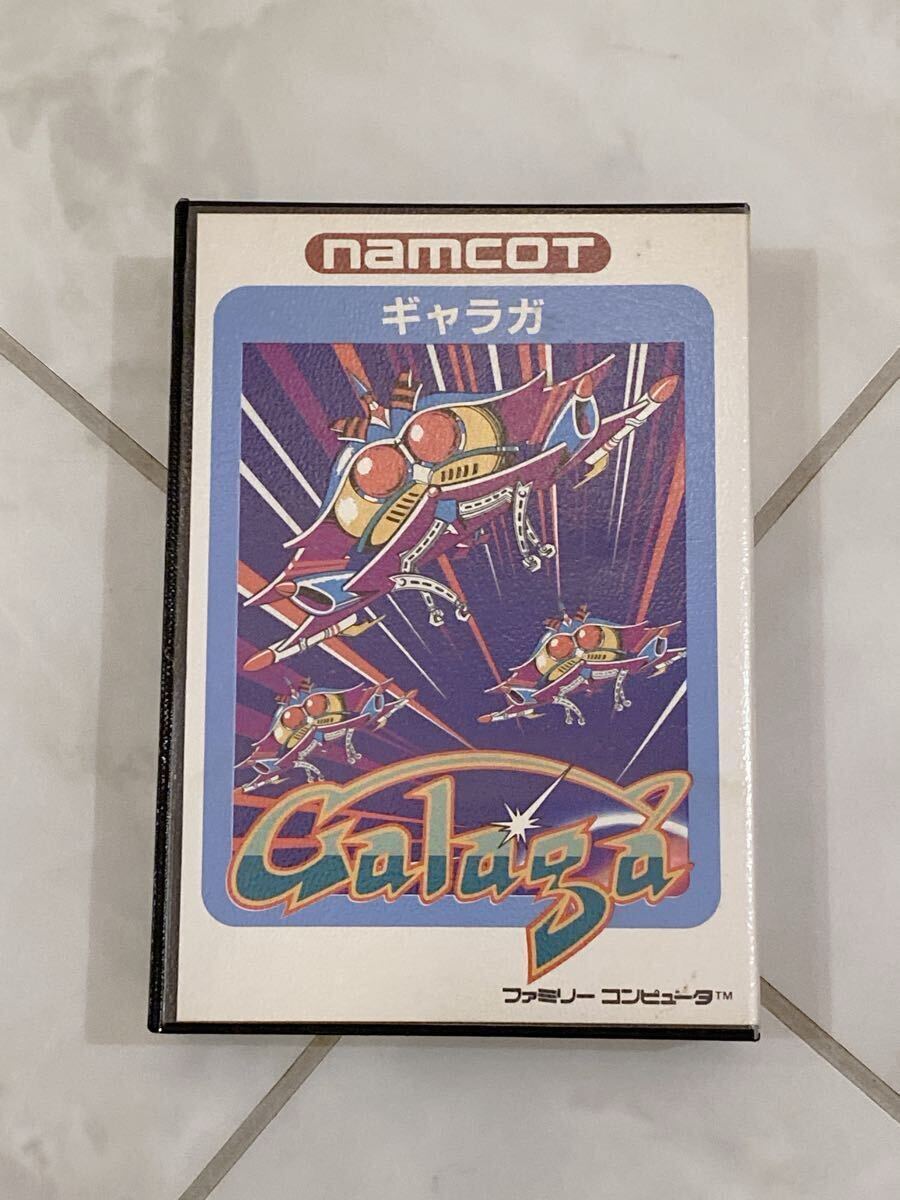 namcot
ギャラガ
Galaga
ファミリー コンピュータ™